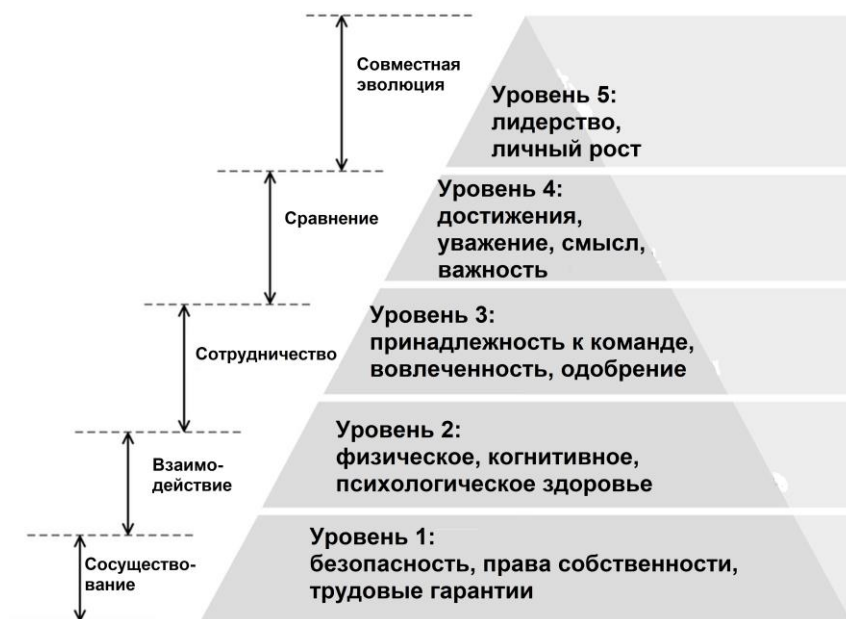 Совместная
эволюция
Уровень 5:
лидерство,
личный рост
Сравнение
Уровень 4:
достижения,
уважение, смысл,
важность
Сотрудничество
Уровень 3:
принадлежность к команде,
вовлеченность, одобрение
Взаимо-
действие
Уровень 2:
физическое, когнитивное,
психологическое здоровье
Сосущество-
вание
Уровень 1:
безопасность, права собственности,
трудовые гарантии